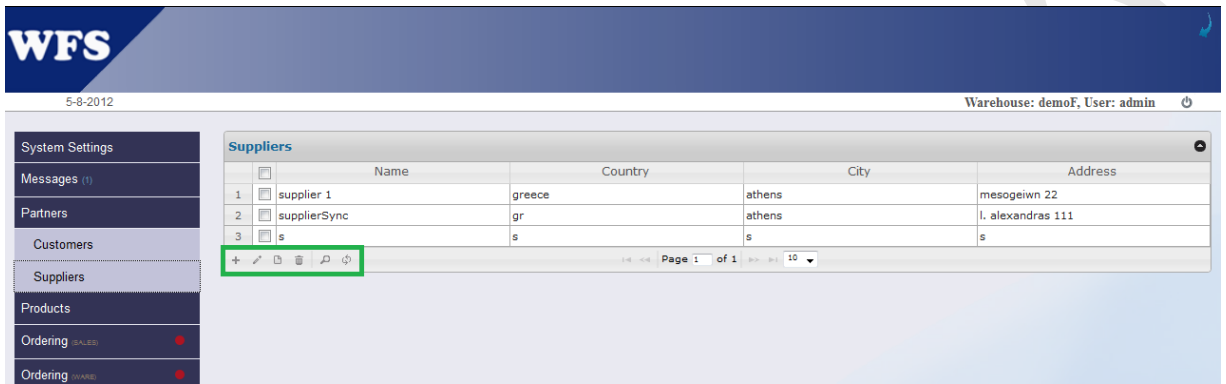 WFS
5-8-2012
Warehouse: demoF, User: admin
System Settings
Messages (1)
Partners
Customers
Suppliers
Products
Ordering (SALES)
Ordering (WARE)
Suppliers
Name Country City Address
1 supplier 1 greece athens mesogeiwn 22
2 supplierSync gr athens l. alexandras 111
3 s s s s
Page 1 of 1 10